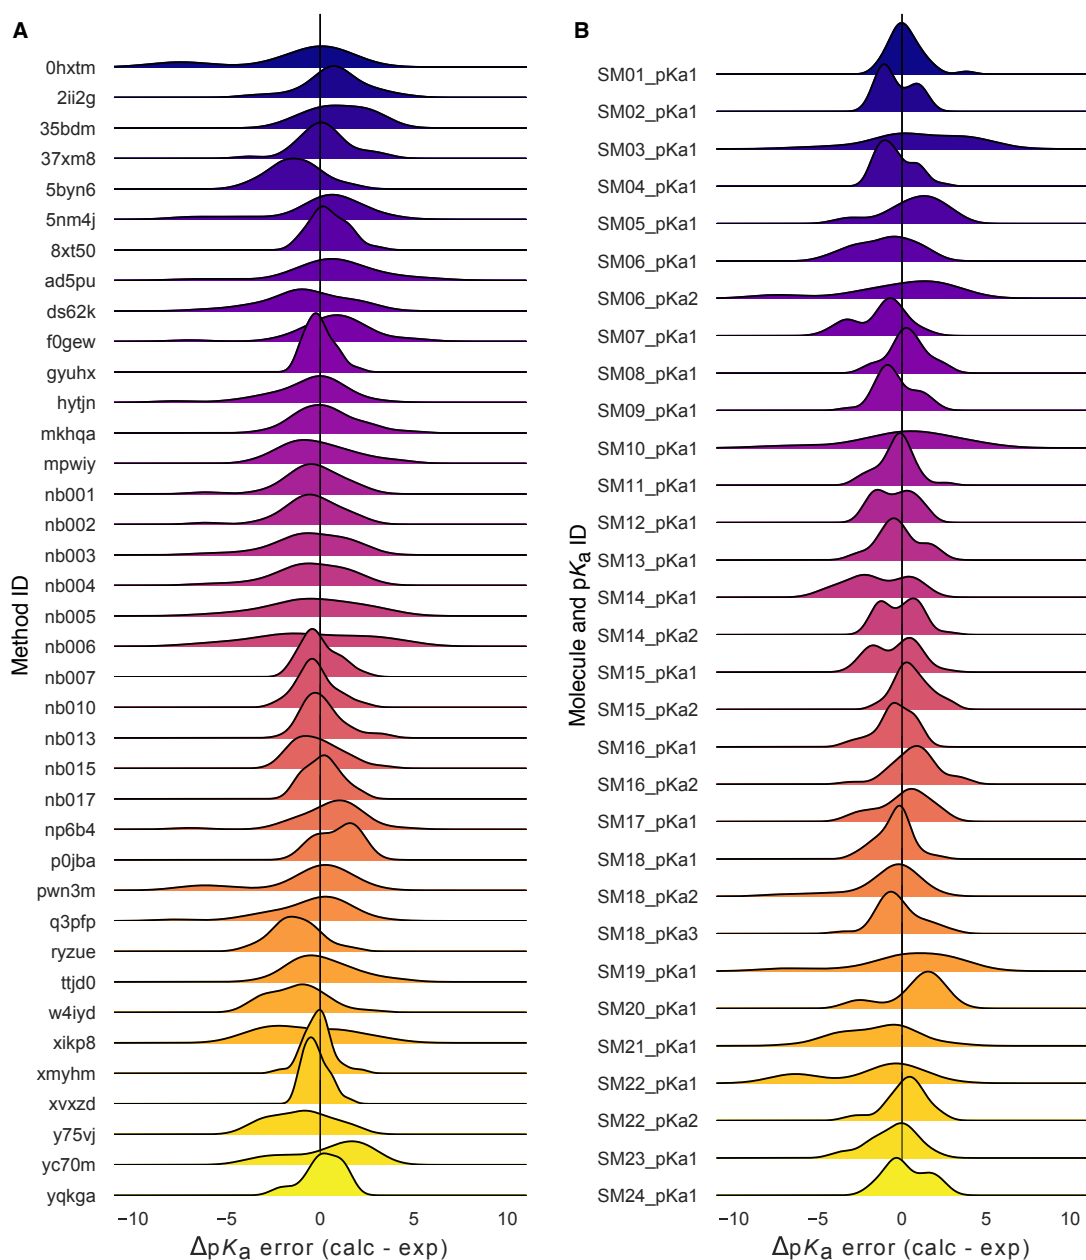 A
0hxtm
2ii2g
35bdm
37xm8
5byn6
5nm4j
8xt50
ad5pu
ds62k
f0gew
gyuhx
hytjn
mkhqa
mpwiy
nb001
nb002
nb003
nb004
nb005
nb006
nb007
nb010
nb013
nb015
nb017
np6b4
p0jba
pwn3m
q3pfp
ryzue
ttjd0
w4iyd
xikp8
xmyhm
xvxzd
y75vj
yc70m
yqkga
Method ID
−10 −5 0 5 10
ΔpKa error (calc - exp)
B
SM01_pKa1
SM02_pKa1
SM03_pKa1
SM04_pKa1
SM05_pKa1
SM06_pKa1
SM06_pKa2
SM07_pKa1
SM08_pKa1
SM09_pKa1
SM10_pKa1
SM11_pKa1
SM12_pKa1
SM13_pKa1
SM14_pKa1
SM14_pKa2
SM15_pKa1
SM15_pKa2
SM16_pKa1
SM16_pKa2
SM17_pKa1
SM18_pKa1
SM18_pKa2
SM18_pKa3
SM19_pKa1
SM20_pKa1
SM21_pKa1
SM22_pKa1
SM22_pKa2
SM23_pKa1
SM24_pKa1
Molecule and pKa ID
−10 −5 0 5 10
ΔpKa error (calc - exp)